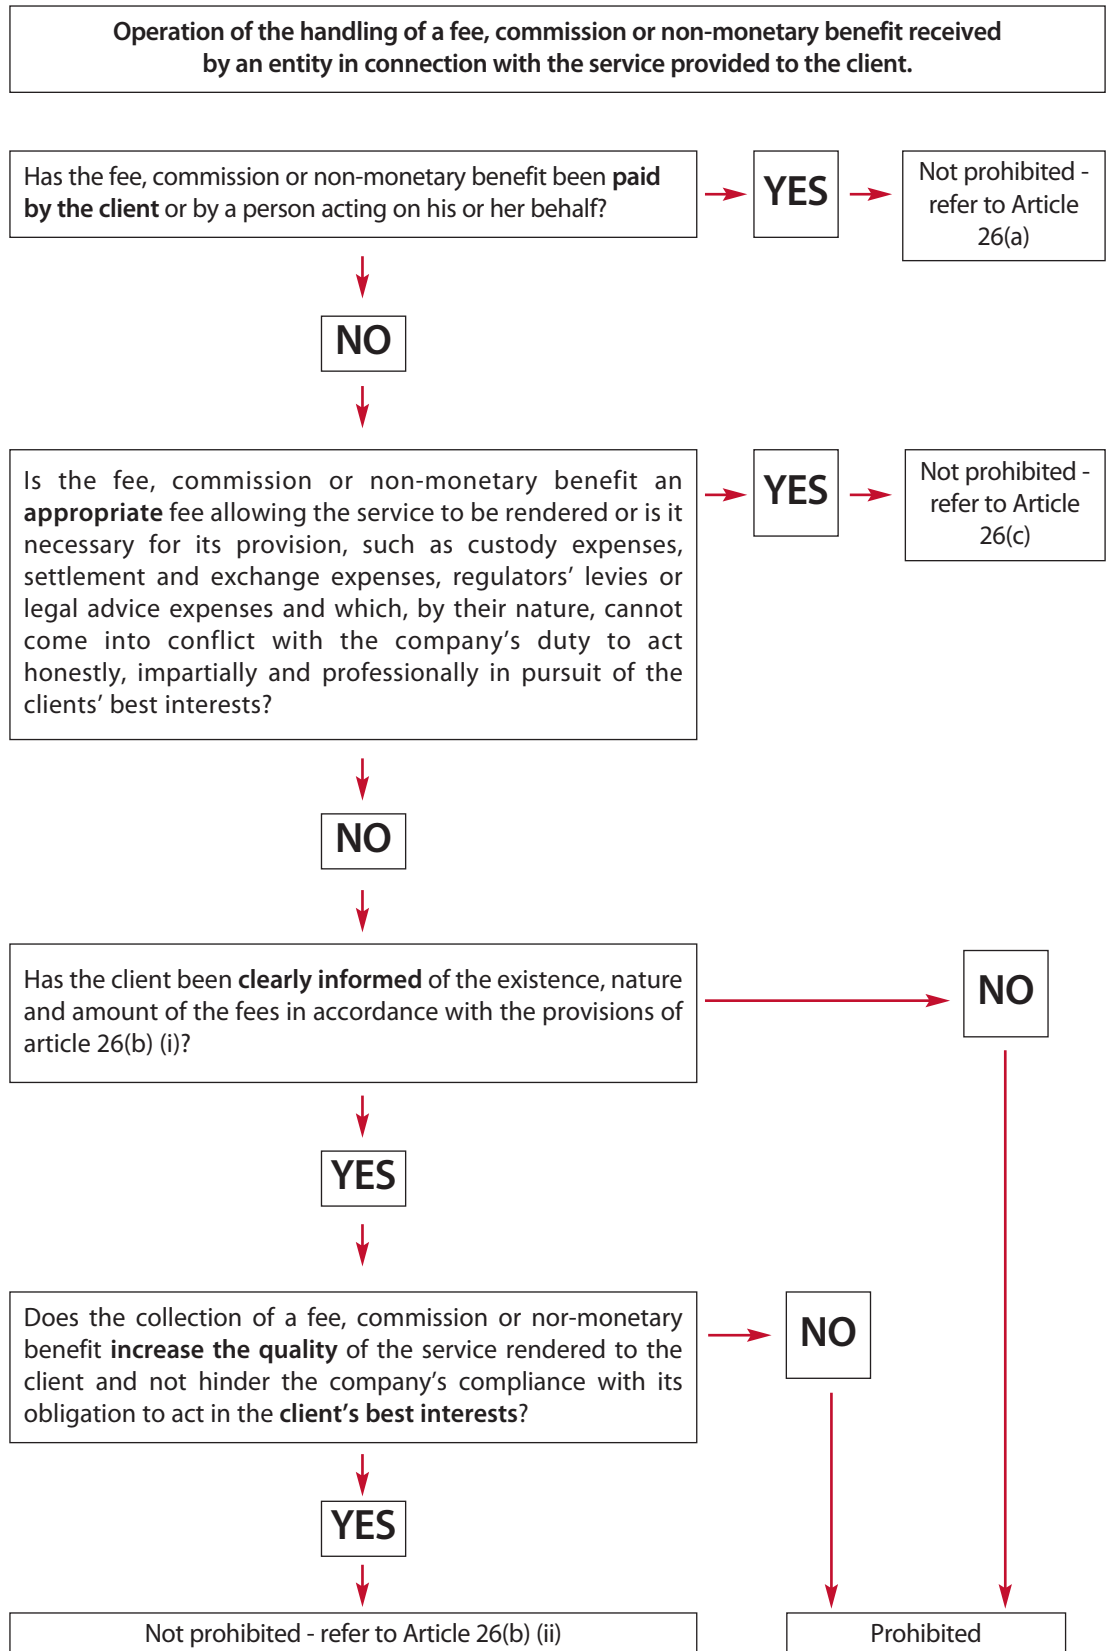 Operation of the handling of a fee, commission or non-monetary benefit received
by an entity in connection with the service provided to the client.
Has the fee, commission or non-monetary benefit been paid
by the client or by a person acting on his or her behalf?
YES
Not prohibited -
refer to Article
26(a)
NO
Is the fee, commission or non-monetary benefit an
appropriate fee allowing the service to be rendered or is it
necessary for its provision, such as custody expenses,
settlement and exchange expenses, regulators’ levies or
legal advice expenses and which, by their nature, cannot
come into conflict with the company’s duty to act
honestly, impartially and professionally in pursuit of the
clients’ best interests?
YES
Not prohibited -
refer to Article
26(c)
NO
Has the client been clearly informed of the existence, nature
and amount of the fees in accordance with the provisions of
article 26(b) (i)?
NO
YES
Does the collection of a fee, commission or nor-monetary
benefit increase the quality of the service rendered to the
client and not hinder the company’s compliance with its
obligation to act in the client’s best interests?
NO
YES
Not prohibited - refer to Article 26(b) (ii)
Prohibited